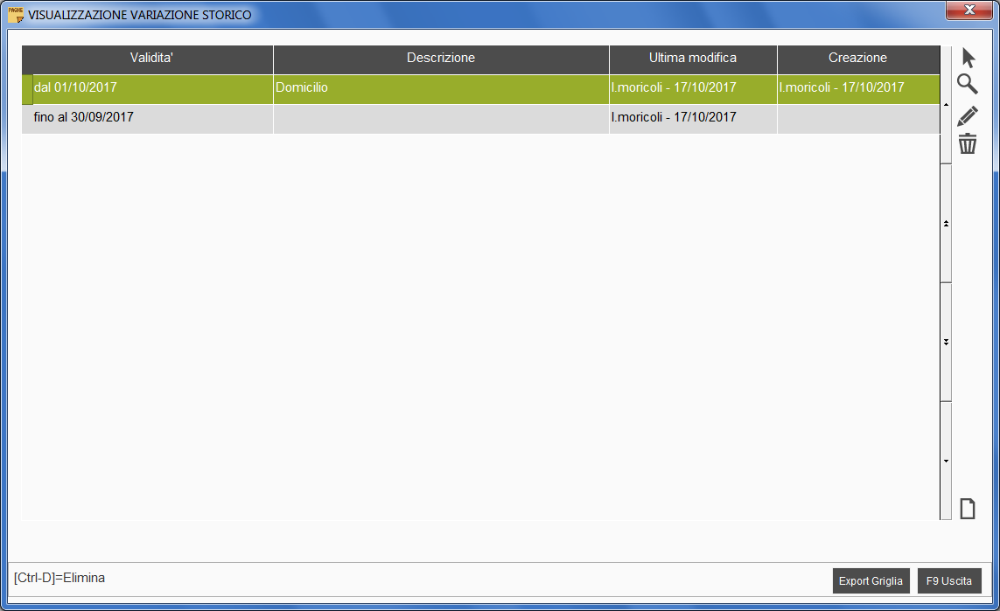 PAGHE
VISUALIZZAZIONE VARIAZIONE STORICO
Validita' Descrizione Ultima modifica Creazione
dal 01/10/2017 Domicilio l.moricoli - 17/10/2017 l.moricoli - 17/10/2017
fino al 30/09/2017 l.moricoli - 17/10/2017
[Ctrl-D]=Elimina
Export Griglia F9 Uscita